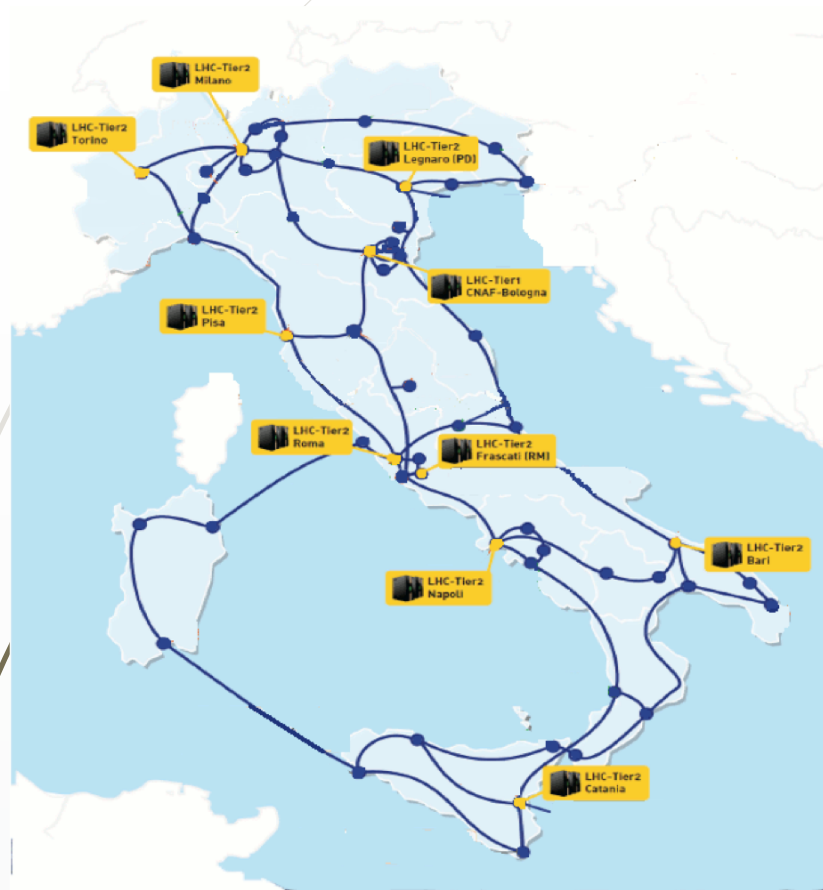 LHC-Tier2
Milano
LHC-Tier2
Torino
LHC-Tier2
Legnaro (PD)
LHC-Tier1
CNAF-Bologna
LHC-Tier2
Pisa
LHC-Tier2
Roma
LHC-Tier2
Frascati (RM)
LHC-Tier2
Bari
LHC-Tier2
Napoli
LHC-Tier2
Catania